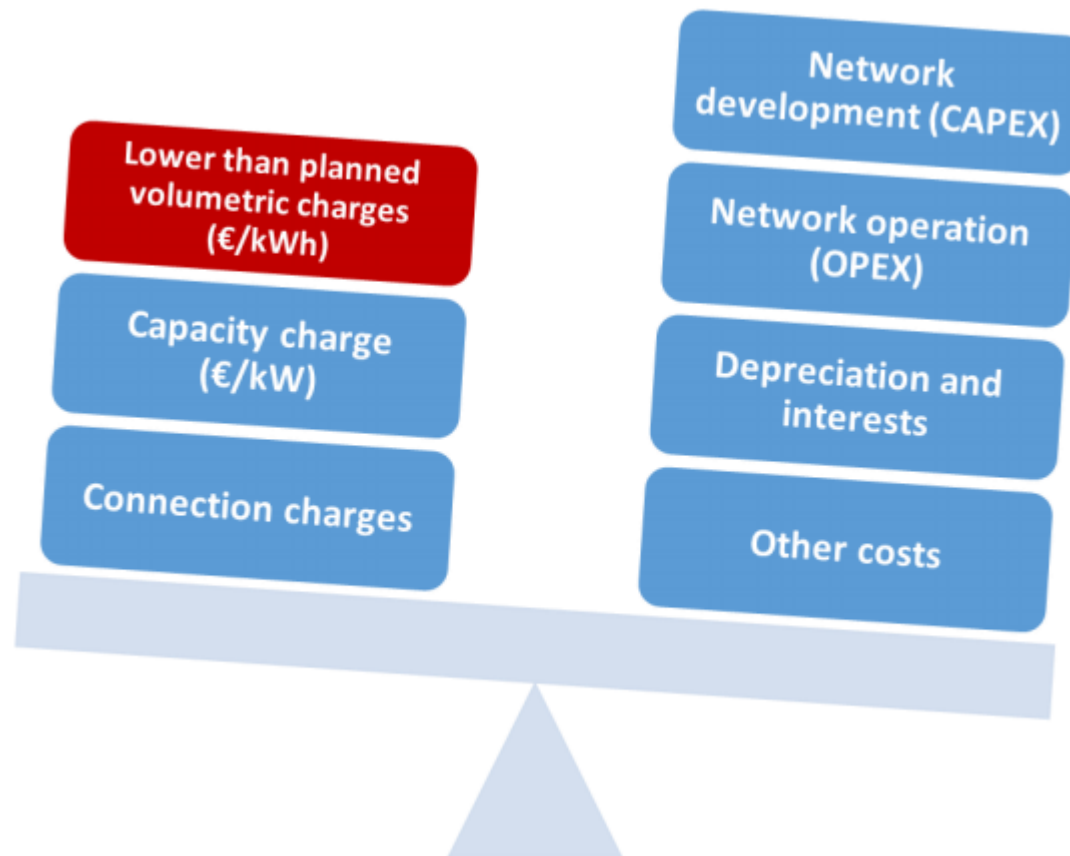 Lower than planned
volumetric charges
(€/kWh)
Capacity charge
(€/kW)
Connection charges
Network
development (CAPEX)
Network operation
(OPEX)
Depreciation and
interests
Other costs